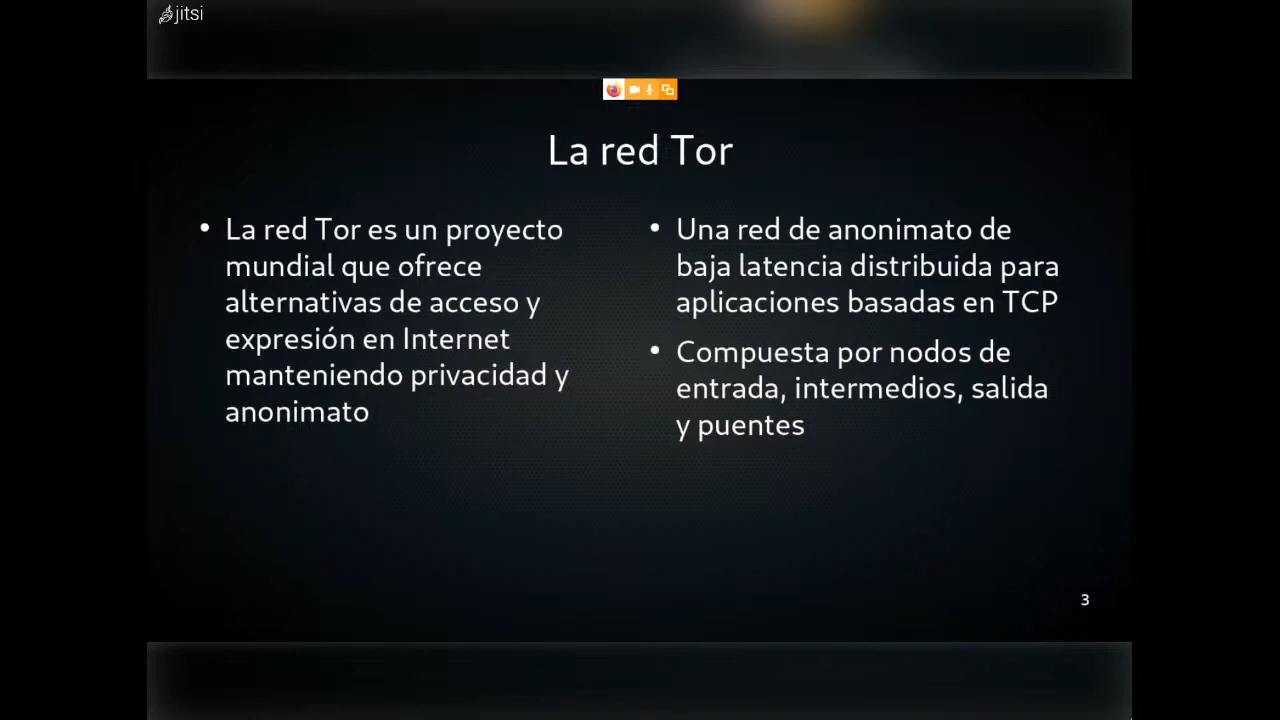 jitsi
La red Tor
• La red Tor es un proyecto
mundial que ofrece
alternativas de acceso y
expresión en Internet
manteniendo privacidad y
anonimato
• Una red de anonimato de
baja latencia distribuida para
aplicaciones basadas en TCP
• Compuesta por nodos de
entrada, intermedios, salida
y puentes
3